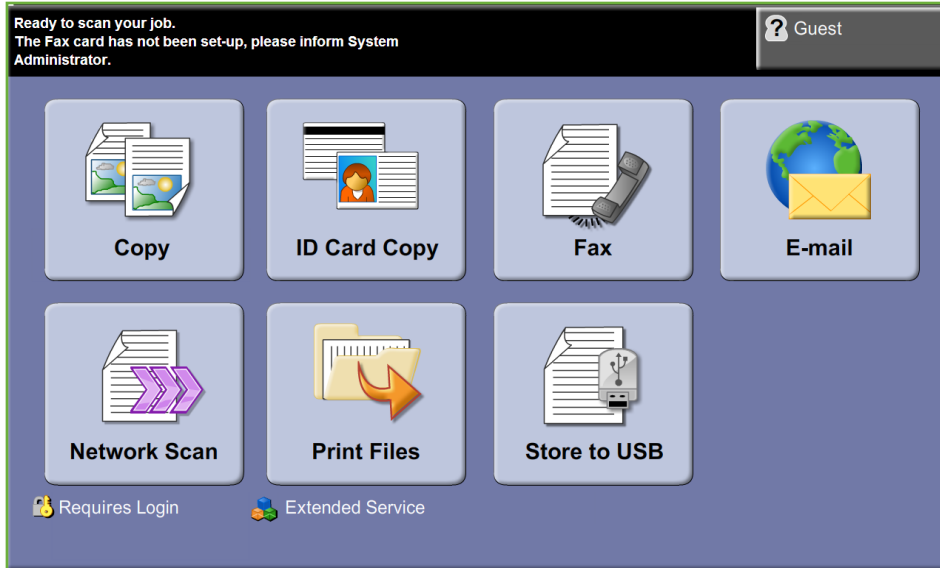 Ready to scan your job.
The Fax card has not been set-up, please inform System
Administrator.
? Guest
Copy
ID Card Copy
Fax
E-mail
Network Scan
Print Files
Store to USB
Requires Login
Extended Service